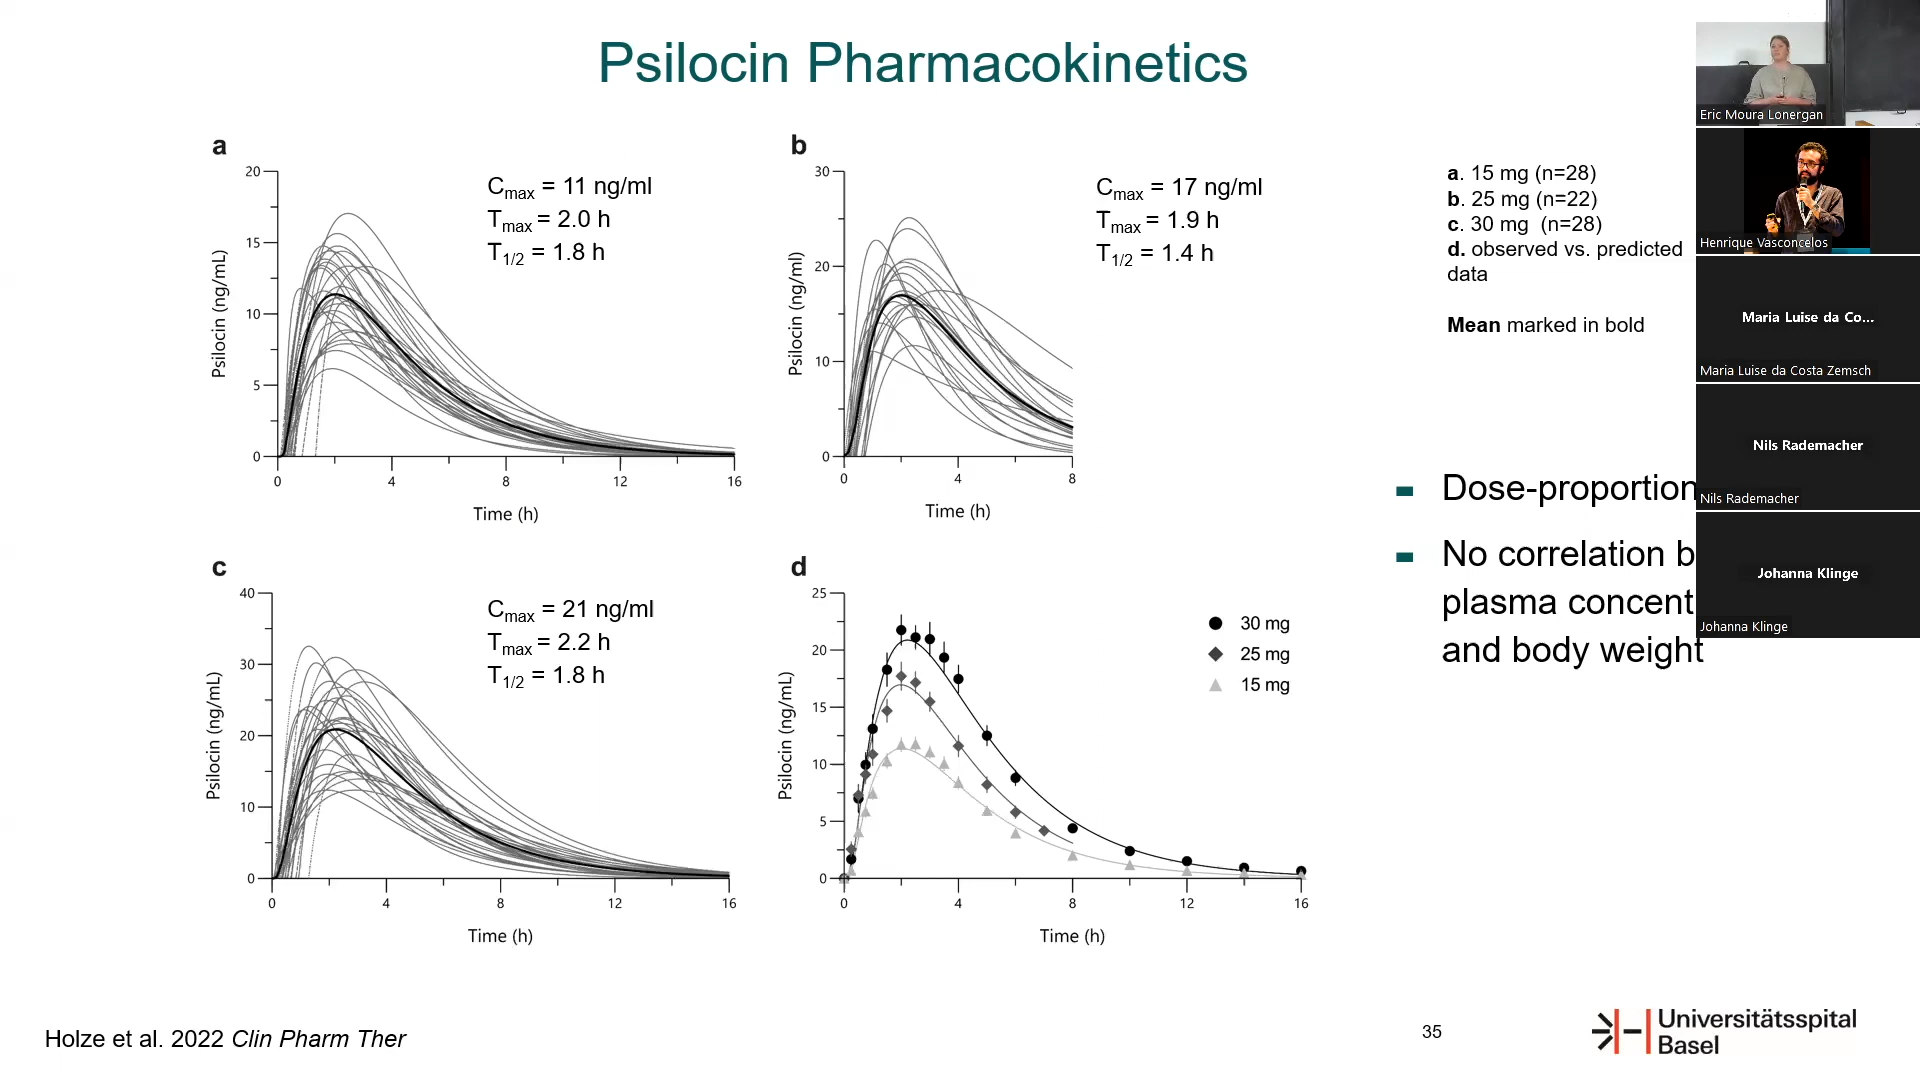 Psilocin Pharmacokinetics
a
Cmax = 11 ng/ml
Tmax = 2.0 h
T1/2 = 1.8 h
Psilocin (ng/mL)
20
15
10
5
0
0 4 8 12 16
Time (h)
b
Cmax = 17 ng/ml
Tmax = 1.9 h
T1/2 = 1.4 h
Psilocin (ng/ml)
30
20
10
0
0 4 8
Time (h)
c
Cmax = 21 ng/ml
Tmax = 2.2 h
T1/2 = 1.8 h
Psilocin (ng/mL)
40
30
20
10
0
0 4 8 12 16
Time (h)
d
30 mg
25 mg
15 mg
Psilocin (ng/mL)
25
20
15
10
5
0
0 4 8 12 16
Time (h)
a. 15 mg (n=28)
b. 25 mg (n=22)
c. 30 mg (n=28)
d. observed vs. predicted
data
Mean marked in bold
Dose-proportion
No correlation b
plasma concent
and body weight
Eric Moura Lonergan
Henrique Vasconcelos
Maria Luise da Co...
Maria Luise da Costa Zemsch
Nils Rademacher
Nils Rademacher
Johanna Klinge
Johanna Klinge
Holze et al. 2022 Clin Pharm Ther
35
Universitätsspital
Basel